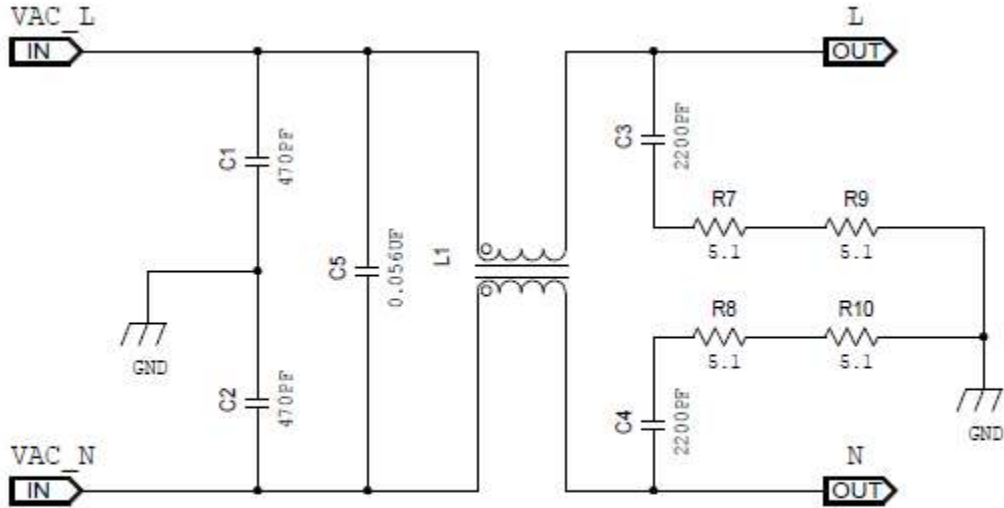 VAC_L
IN
L
OUT
C1
470PF
C5
0.056UF
L1
C3
2200PF
R7
5.1
R9
5.1
GND
C2
470PF
R8
5.1
R10
5.1
C4
2200PF
GND
VAC_N
IN
N
OUT